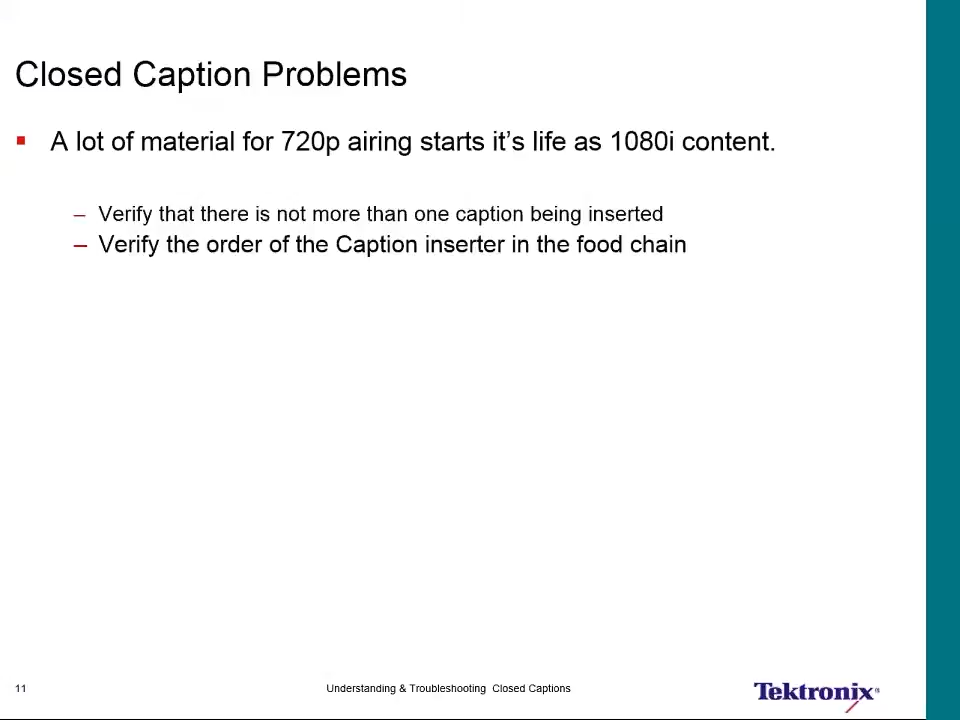 Closed Caption Problems
▪ A lot of material for 720p airing starts it’s life as 1080i content.
– Verify that there is not more than one caption being inserted
– Verify the order of the Caption inserter in the food chain
11
Understanding & Troubleshooting Closed Captions
Tektronix®